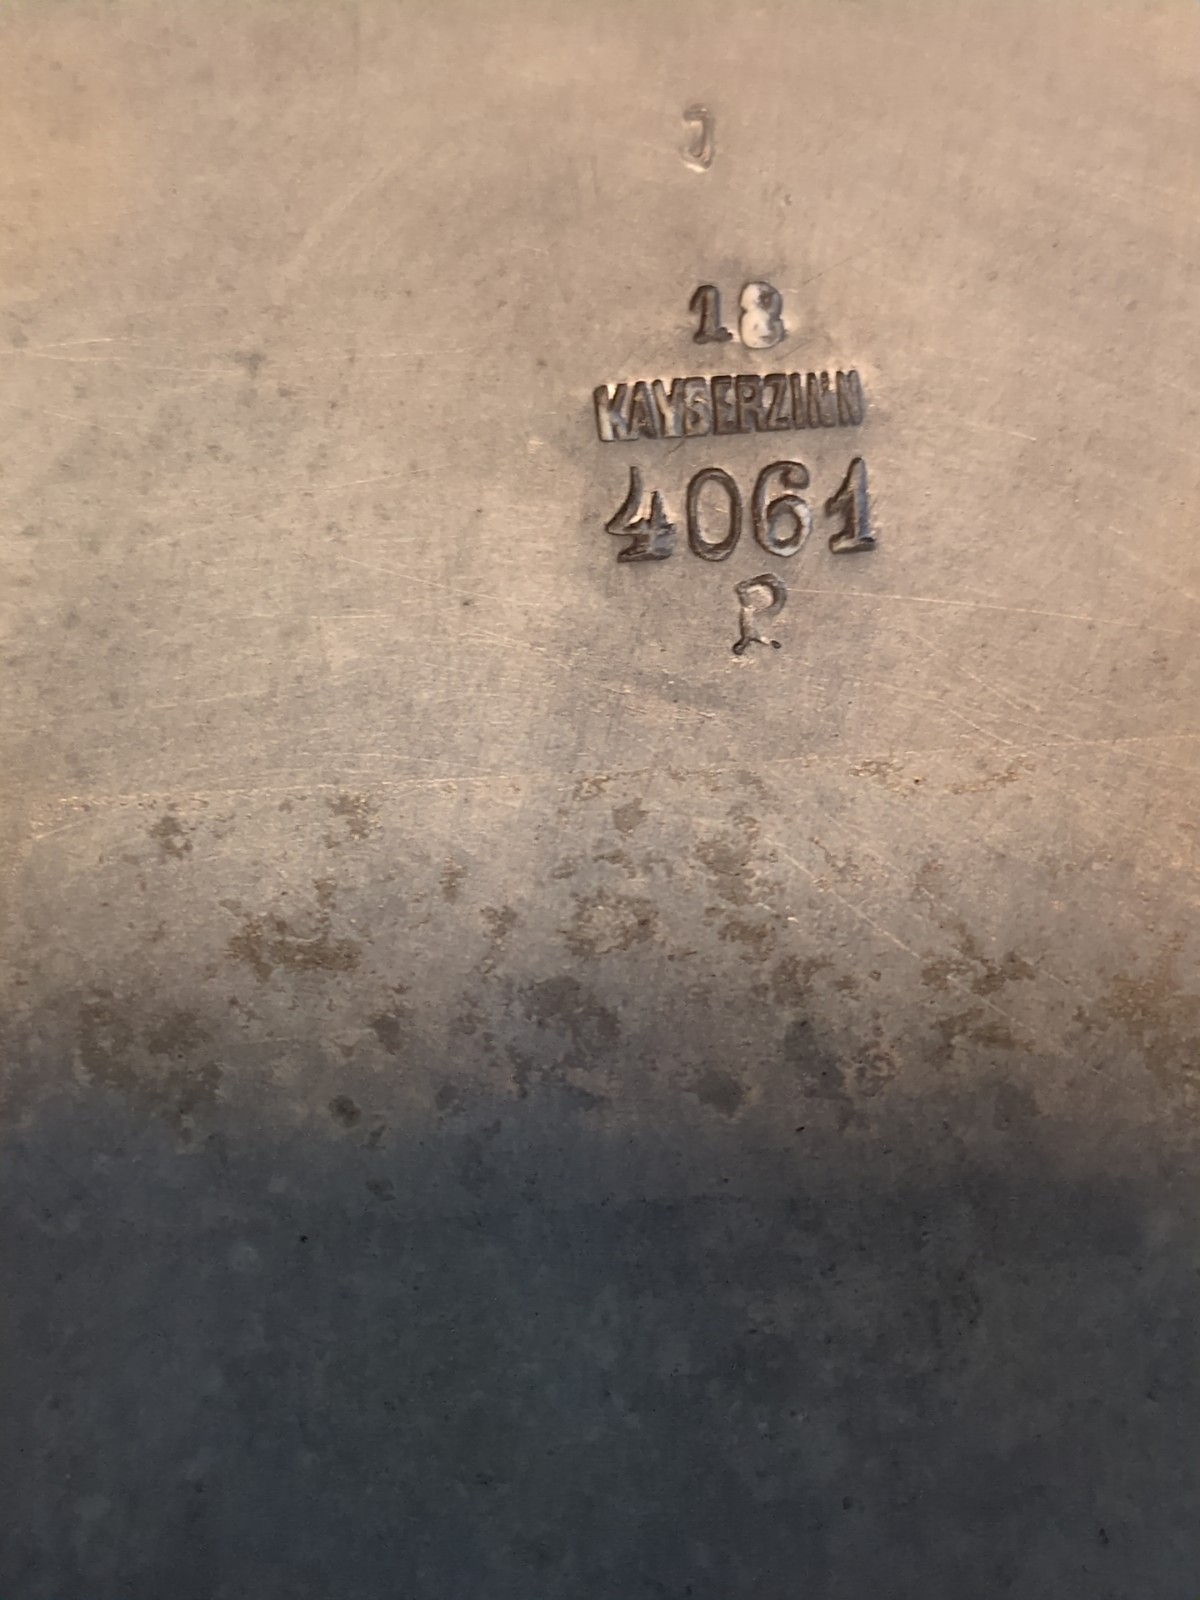 J
18
KAYSERZINN
4061
P